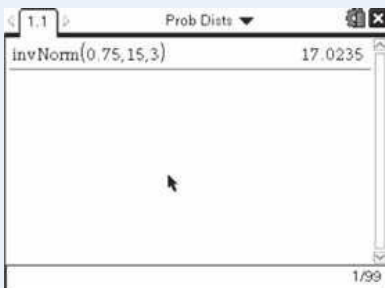 1.1 Prob Dists
invNorm(0.75,15,3) 17.0235
1/99